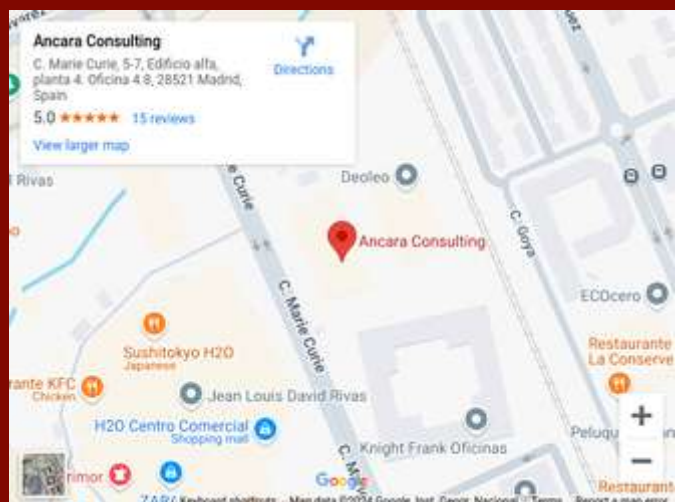 Ancara Consulting
C. Marie Curie, 5-7, Edificio alfa,
planta 4. Oficina 4.8, 28521 Madrid,
Spain
Directions
5.0 ★★★★★ 15 reviews
View larger map
Rivas
C. Marie Curie
Deoleo
Ancara Consulting
C. Goya
C. Marie Curie
ECOcero
Sushitokyo H2O
Japanese
Restaurante
La Conserve
KFC
Chicken
Jean Louis David Rivas
H2O Centro Comercial
Shopping mall
Knight Frank Oficinas
+
−
Google
Keyboard shortcuts
Map data ©2024 Google, Inst. Geogr. Nacional
Terms
Report a map error